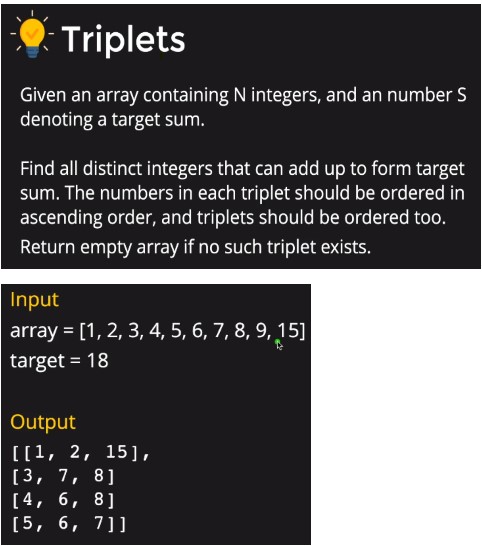 Triplets
Given an array containing N integers, and an number S
denoting a target sum.
Find all distinct integers that can add up to form target
sum. The numbers in each triplet should be ordered in
ascending order, and triplets should be ordered too.
Return empty array if no such triplet exists.
Input
array = [1, 2, 3, 4, 5, 6, 7, 8, 9, 15]
target = 18
Output
[[1, 2, 15],
[3, 7, 8]
[4, 6, 8]
[5, 6, 7]]